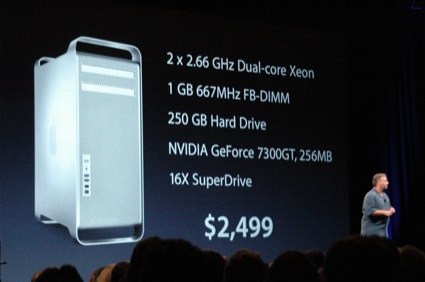 2 x 2.66 GHz Dual-core Xeon
1 GB 667MHz FB-DIMM
250 GB Hard Drive
NVIDIA GeForce 7300GT, 256MB
16X SuperDrive
$2,499